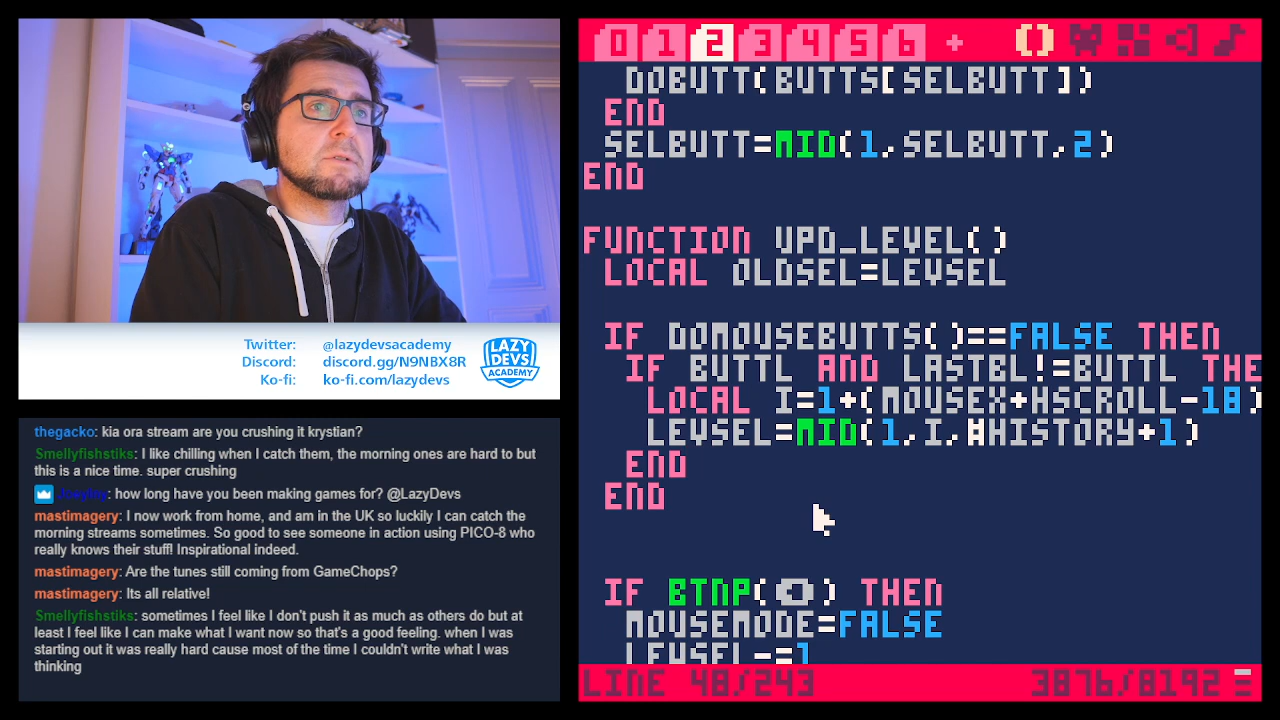 Twitter: @lazydevsacademy
Discord: discord.gg/N9NBX8R
Ko-fi: ko-fi.com/lazydevs
LAZY
DEVS
ACADEMY
thegacko: kia ora stream are you crushing it krystian?
Smellyfishstiks: I like chilling when I catch them, the morning ones are hard to but
this is a nice time. super crushing
how long have you been making games for? @LazyDevs
mastimagery: I now work from home, and am in the UK so luckily I can catch the
morning streams sometimes. So good to see someone in action using PICO-8 who
really knows their stuff! Inspirational indeed.
mastimagery: Are the tunes still coming from GameChops?
mastimagery: Its all relative!
Smellyfishstiks: sometimes I feel like I don't push it as much as others do but at
least I feel like I can make what I want now so that's a good feeling. when I was
starting out it was really hard cause most of the time I couldn't write what I was
thinking
0 1 2 3 4 5 6 + ()
DOBUTT(BUTTS[SELBUTT])
END
SELBUTT=MID(1,SELBUTT,2)
END
FUNCTION UPD_LEVEL()
LOCAL OLDSEL=LEVSEL
IF DOMOUSEBUTTS()==FALSE THEN
IF BUTTL AND LASTBL!=BUTTL THE
LOCAL I=1+(MOUSEX+HSCROLL-18)
LEVSEL=MID(1,I,#HISTORY+1)
END
END
IF BTNP(⬅️) THEN
MOUSEMODE=FALSE
LEVSEL-=1
LINE 48/243 3876/8192